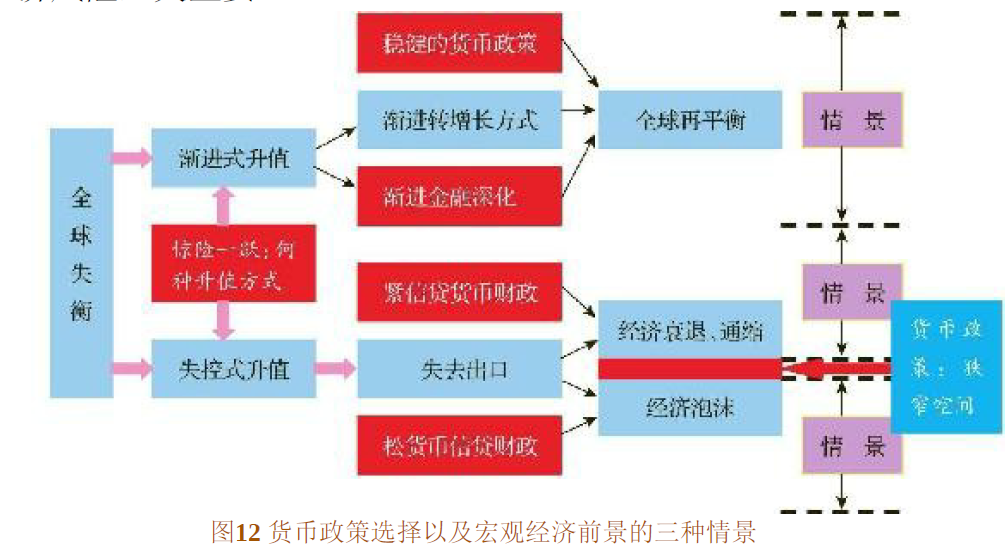 稳健的货币政策
渐进转增长方式
全球再平衡
情 景
渐进式升值
渐进金融深化
全球失衡
惊险一跃：何
种升值方式
紧信贷货币财政
情 景
经济衰退、通缩
货币政
策：狭
窄空间
失控式升值
失去出口
经济泡沫
松货币信贷财政
情 景
图12 货币政策选择以及宏观经济前景的三种情景